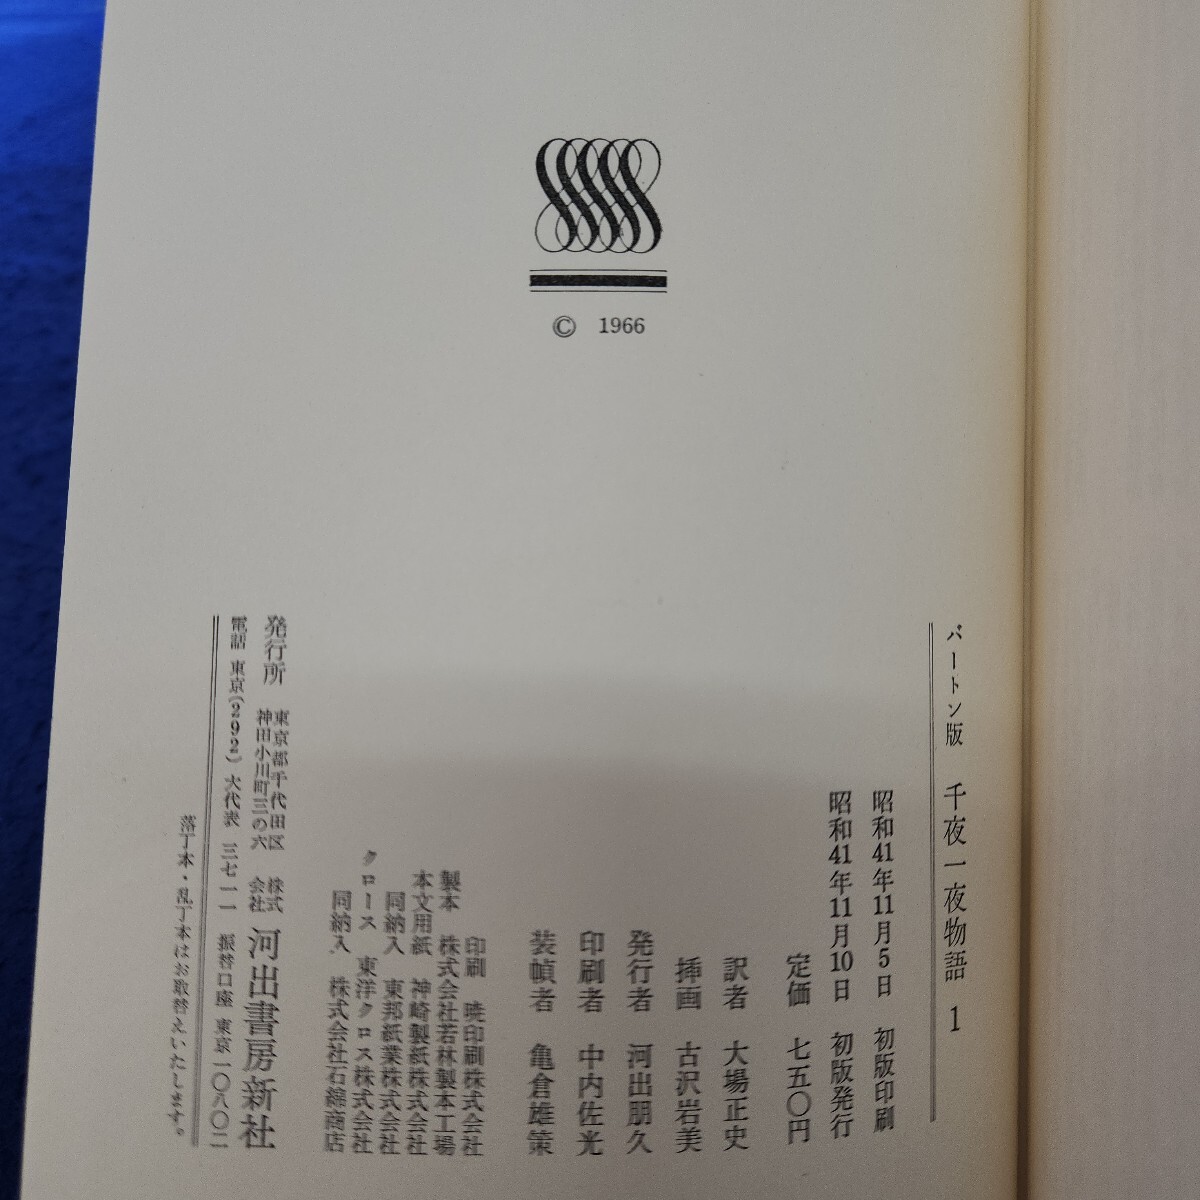 © 1966
バートン版 千夜一夜物語 1
昭和41年11月5日 初版印刷
昭和41年11月10日 初版発行
定価 七五〇円
訳者 大場正史
挿画 古沢岩美
発行者 河出朋久
印刷者 中内佐光
装幀者 亀倉雄策
印刷 暁印刷株式会社
製本 株式会社若林製本工場
本文用紙 神崎製紙株式会社
同納入 東邦紙業株式会社
クロース 東洋クロス株式会社
同納入 株式会社石綿商店
発行所 東京都千代田区神田小川町三の六 株式会社 河出書房新社
電話 東京(292)大代表 三七一一 振替口座 東京一〇八〇二
落丁本・乱丁本はお取替えいたします。